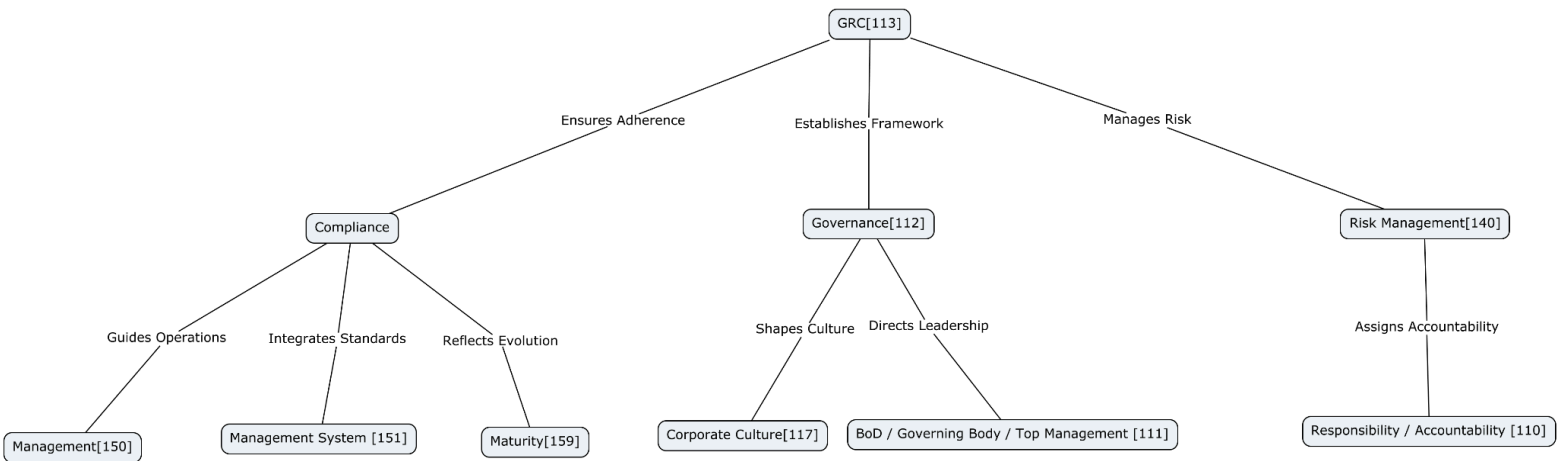 GRC[113]
Ensures Adherence
Establishes Framework
Manages Risk
Compliance
Governance[112]
Risk Management[140]
Guides Operations
Integrates Standards
Reflects Evolution
Shapes Culture
Directs Leadership
Assigns Accountability
Management[150]
Management System [151]
Maturity[159]
Corporate Culture[117]
BoD / Governing Body / Top Management [111]
Responsibility / Accountability [110]